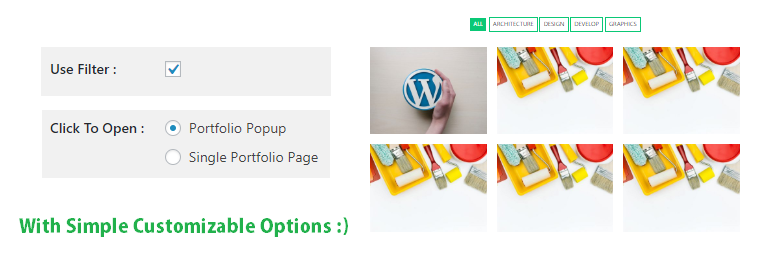 Use Filter :
Click To Open :
Portfolio Popup
Single Portfolio Page
With Simple Customizable Options :)
ALL ARCHITECTURE DESIGN DEVELOP GRAPHICS
W